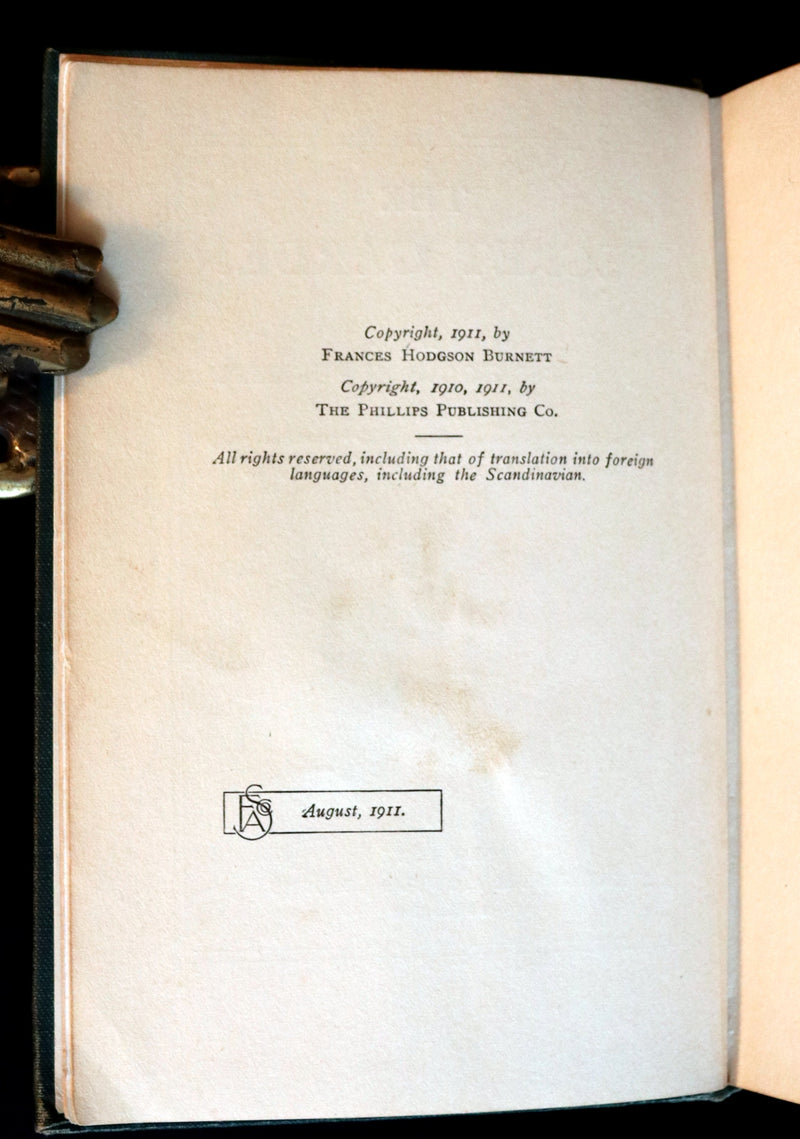 Copyright, 1911, by
FRANCES HODGSON BURNETT
Copyright, 1910, 1911, by
THE PHILLIPS PUBLISHING CO.
All rights reserved, including that of translation into foreign
languages, including the Scandinavian.
August, 1911.